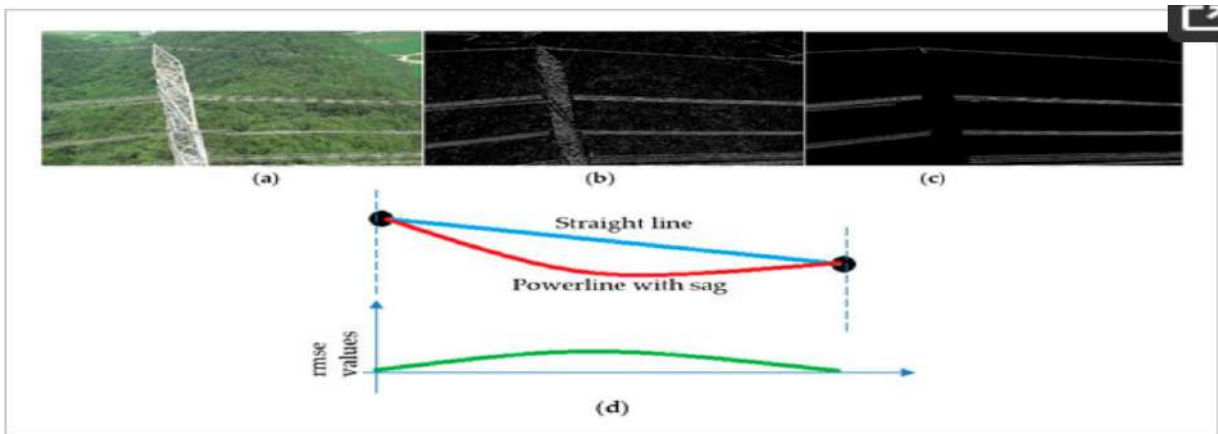 (a)
(b)
(c)
Straight line
Powerline with sag
rmse
values
(d)